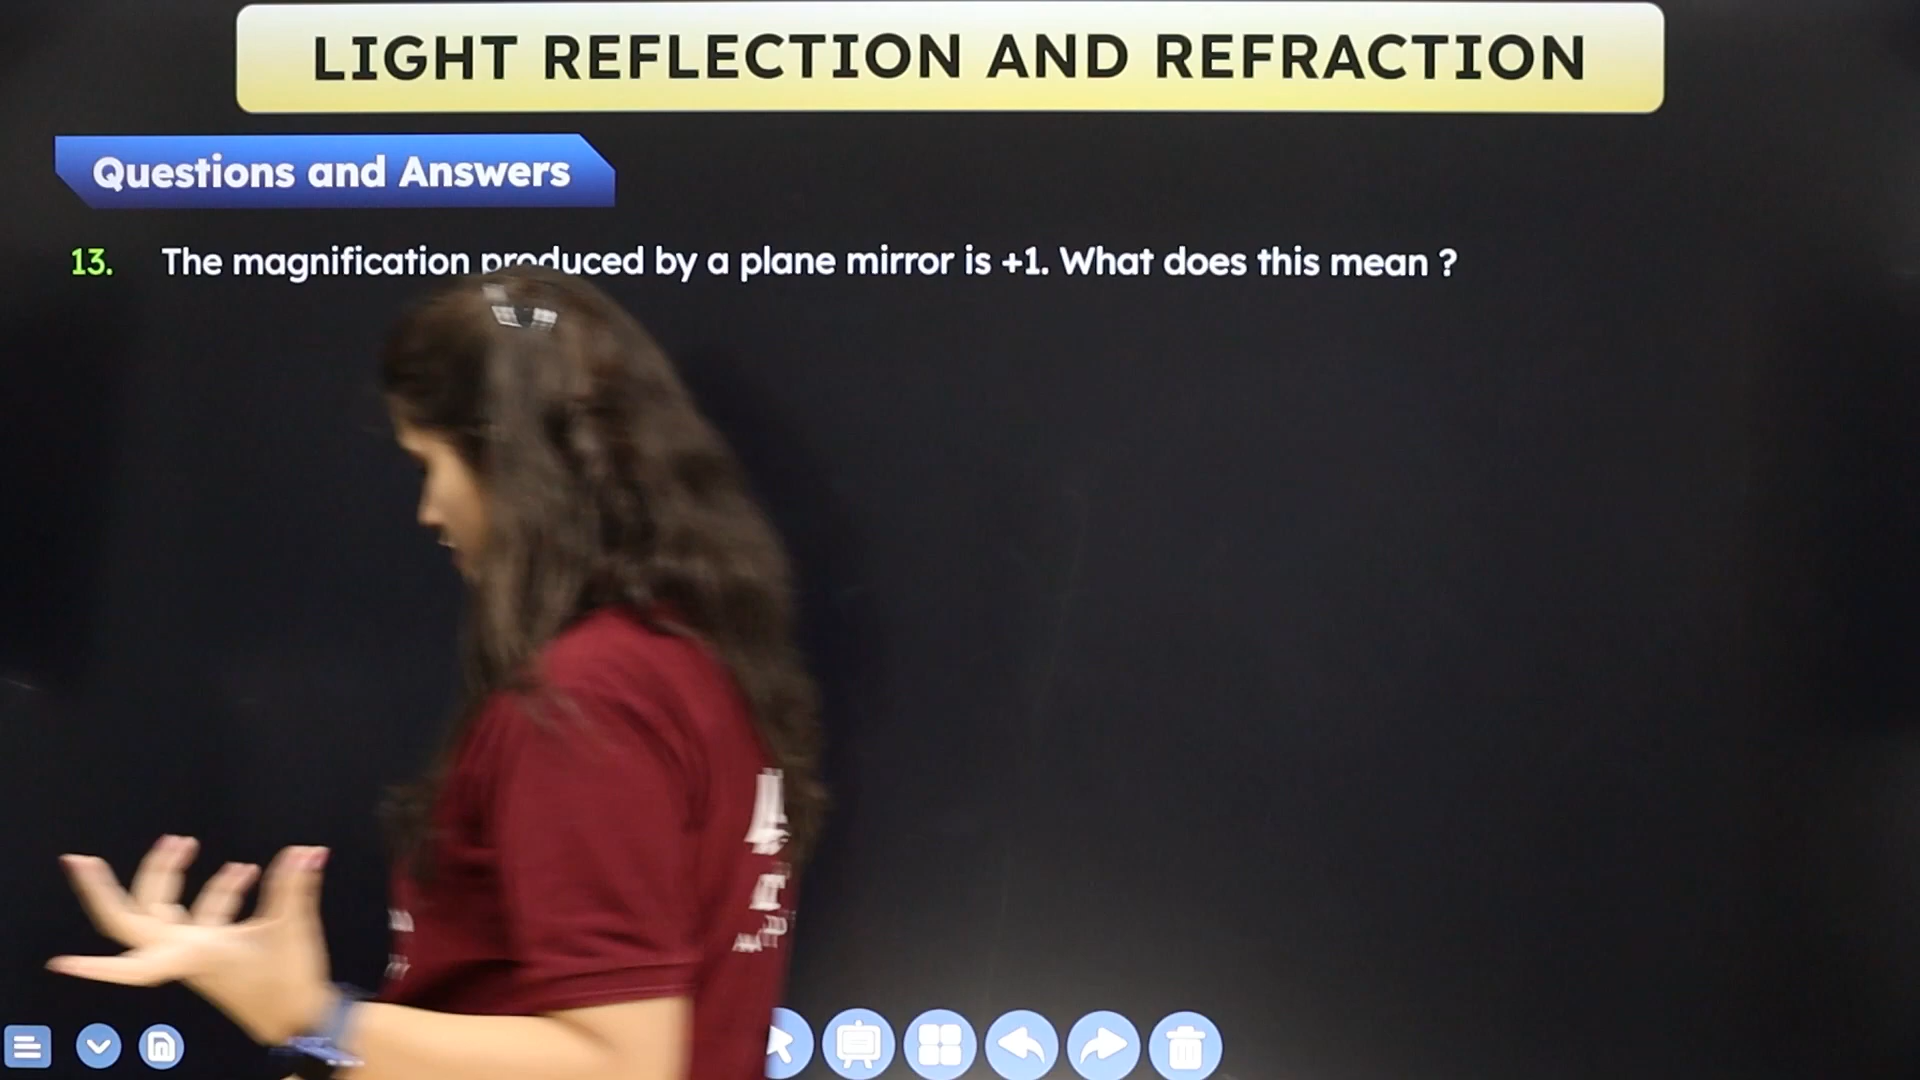 LIGHT REFLECTION AND REFRACTION
Questions and Answers
13. The magnification produced by a plane mirror is +1. What does this mean ?